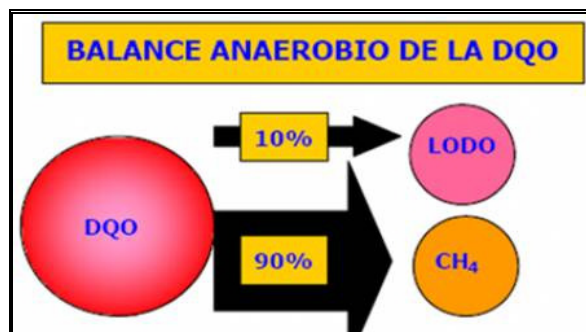 BALANCE ANAEROBIO DE LA DQO
10%
LODO
DQO
90%
CH₄